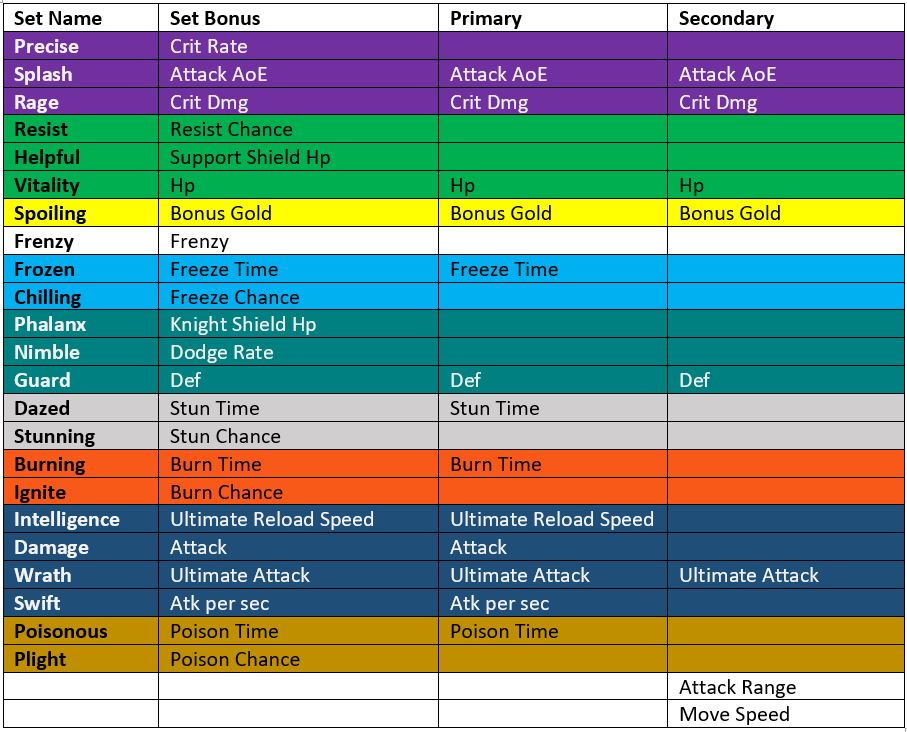 Set Name Set Bonus Primary Secondary
Precise Crit Rate
Splash Attack AoE Attack AoE Attack AoE
Rage Crit Dmg Crit Dmg Crit Dmg
Resist Resist Chance
Helpful Support Shield Hp
Vitality Hp Hp Hp
Spoiling Bonus Gold Bonus Gold Bonus Gold
Frenzy Frenzy
Frozen Freeze Time Freeze Time
Chilling Freeze Chance
Phalanx Knight Shield Hp
Nimble Dodge Rate
Guard Def Def Def
Dazed Stun Time Stun Time
Stunning Stun Chance
Burning Burn Time Burn Time
Ignite Burn Chance
Intelligence Ultimate Reload Speed Ultimate Reload Speed
Damage Attack Attack
Wrath Ultimate Attack Ultimate Attack Ultimate Attack
Swift Atk per sec Atk per sec
Poisonous Poison Time Poison Time
Plight Poison Chance
Attack Range
Move Speed